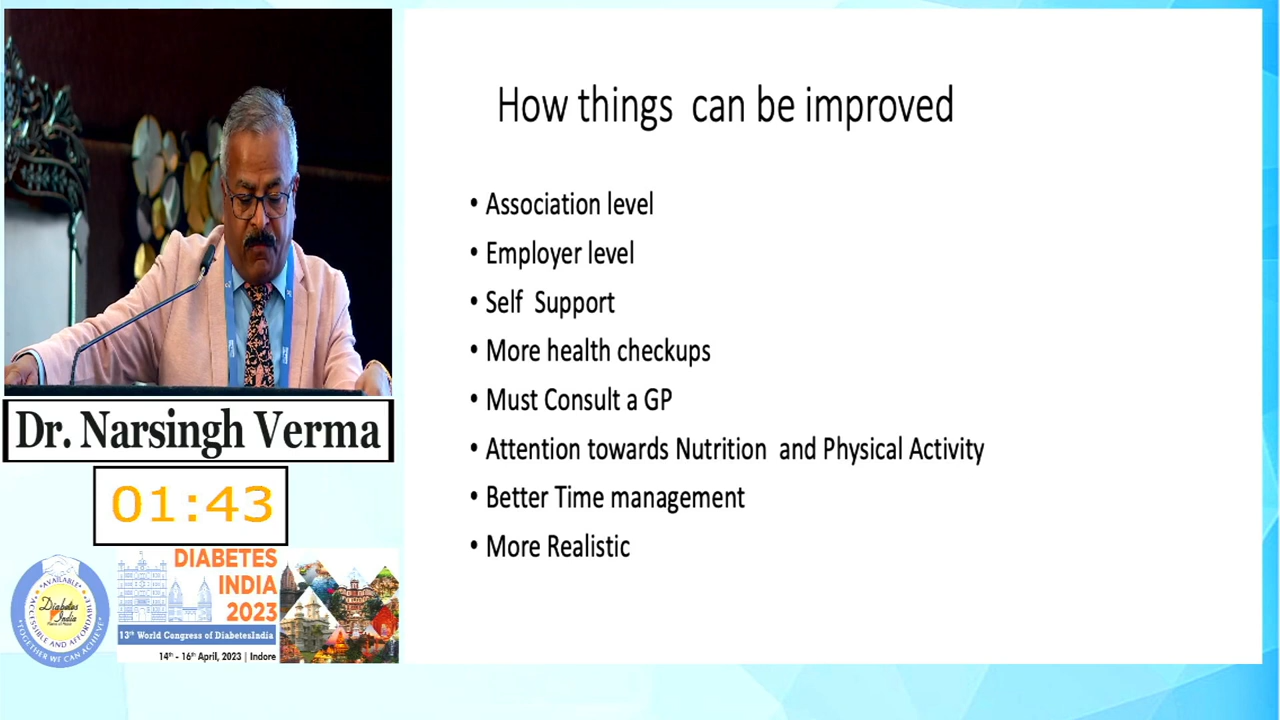 How things can be improved
• Association level
• Employer level
• Self Support
• More health checkups
• Must Consult a GP
• Attention towards Nutrition and Physical Activity
• Better Time management
• More Realistic
Dr. Narsingh Verma
01:43
AVAILABLE
ACCESSIBLE AND AFFORDABLE
Diabetes
India
TOGETHER WE CAN ACHIEVE
DIABETES
INDIA
2023
13th World Congress of DiabetesIndia
14th - 16th April, 2023 | Indore